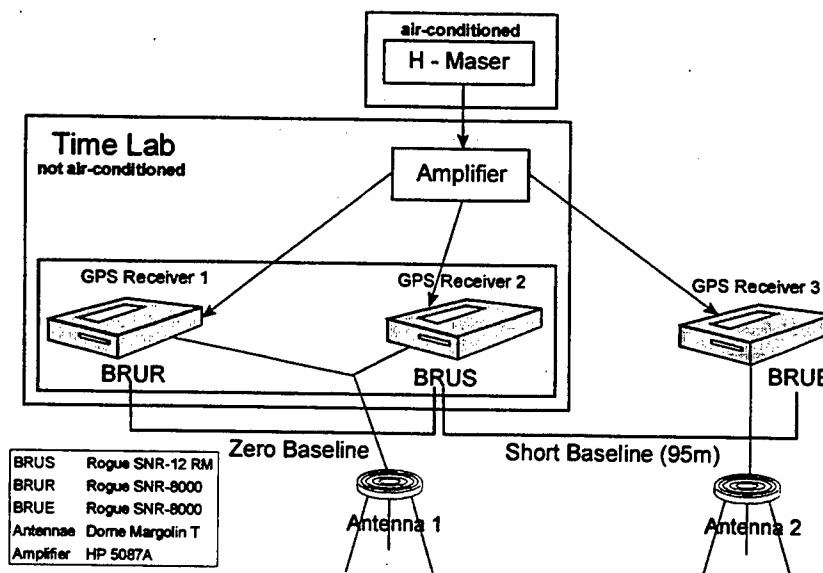 air-conditioned
H - Maser
Time Lab
not air-conditioned
Amplifier
GPS Receiver 1
GPS Receiver 2
GPS Receiver 3
BRUR
BRUS
BRUE
Zero Baseline
Short Baseline (95m)
BRUS Rogue SNR-12 RM
BRUR Rogue SNR-8000
BRUE Rogue SNR-8000
Antennae Dorne Margolin T
Amplifier HP 5087A
Antenna 1
Antenna 2